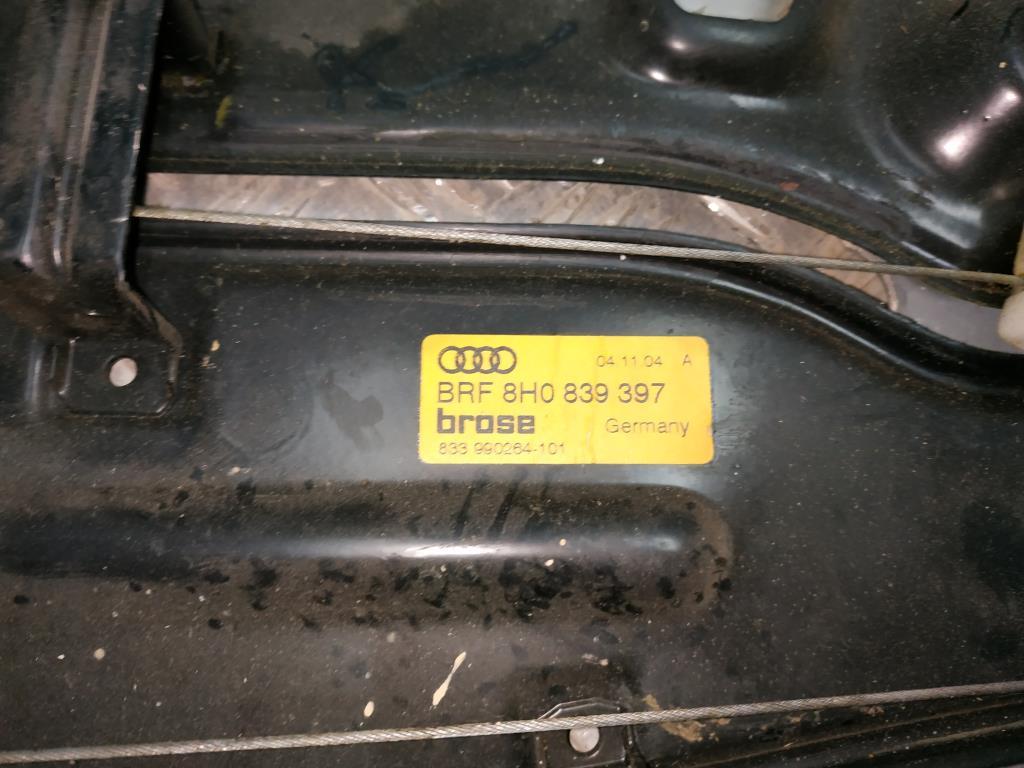 04.11.04 A
BRF 8H0 839 397
brose Germany
833 990264-101